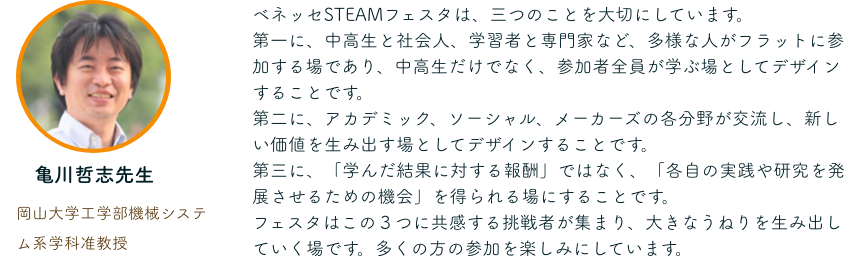 亀川哲志先生
岡山大学工学部機械システ
ム系学科准教授
ベネッセSTEAMフェスタは、三つのことを大切にしています。
第一に、中高生と社会人、学習者と専門家など、多様な人がフラットに参
加する場であり、中高生だけでなく、参加者全員が学ぶ場としてデザイン
することです。
第二に、アカデミック、ソーシャル、メーカーズの各分野が交流し、新し
い価値を生み出す場としてデザインすることです。
第三に、「学んだ結果に対する報酬」ではなく、「各自の実践や研究を発
展させるための機会」を得られる場にすることです。
フェスタはこの３つに共感する挑戦者が集まり、大きなうねりを生み出し
ていく場です。多くの方の参加を楽しみにしています。